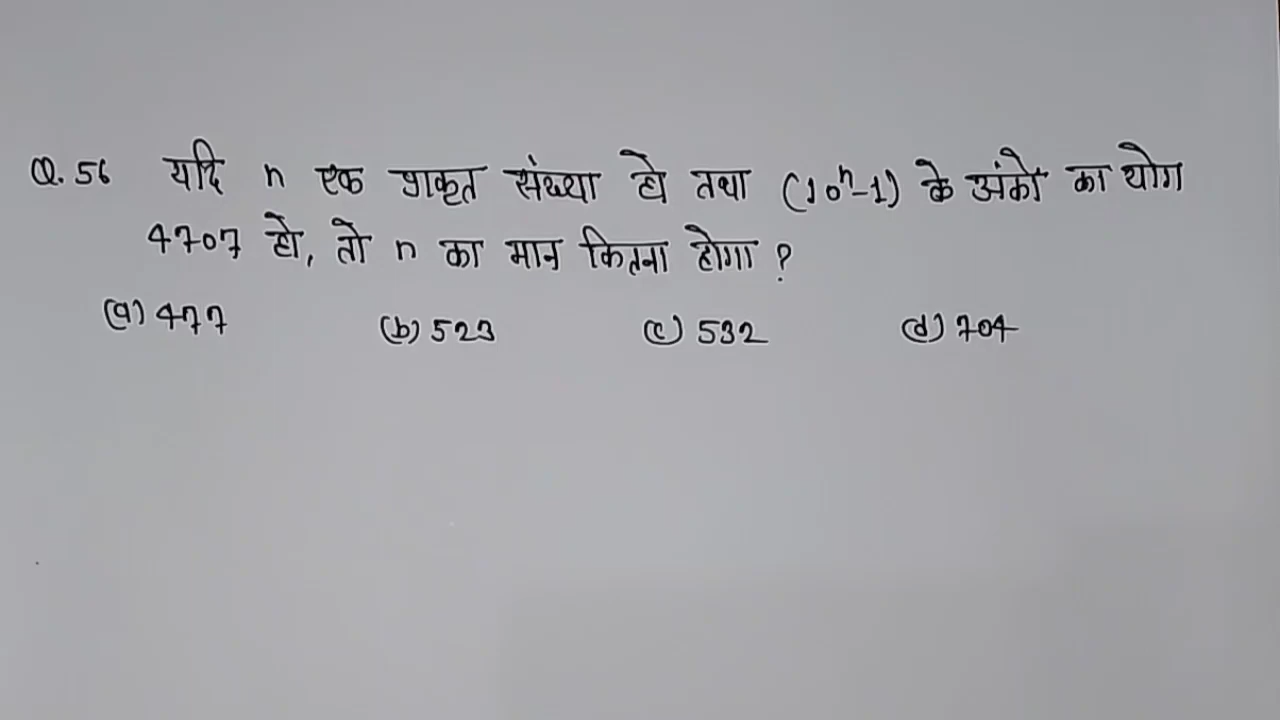 Q. 56 यदि n एक प्राकृत संख्या हो तथा (10ⁿ-1) के अंकों का योग
4707 हो, तो n का मान कितना होगा ?
(a) 477 (b) 523 (c) 532 (d) 704